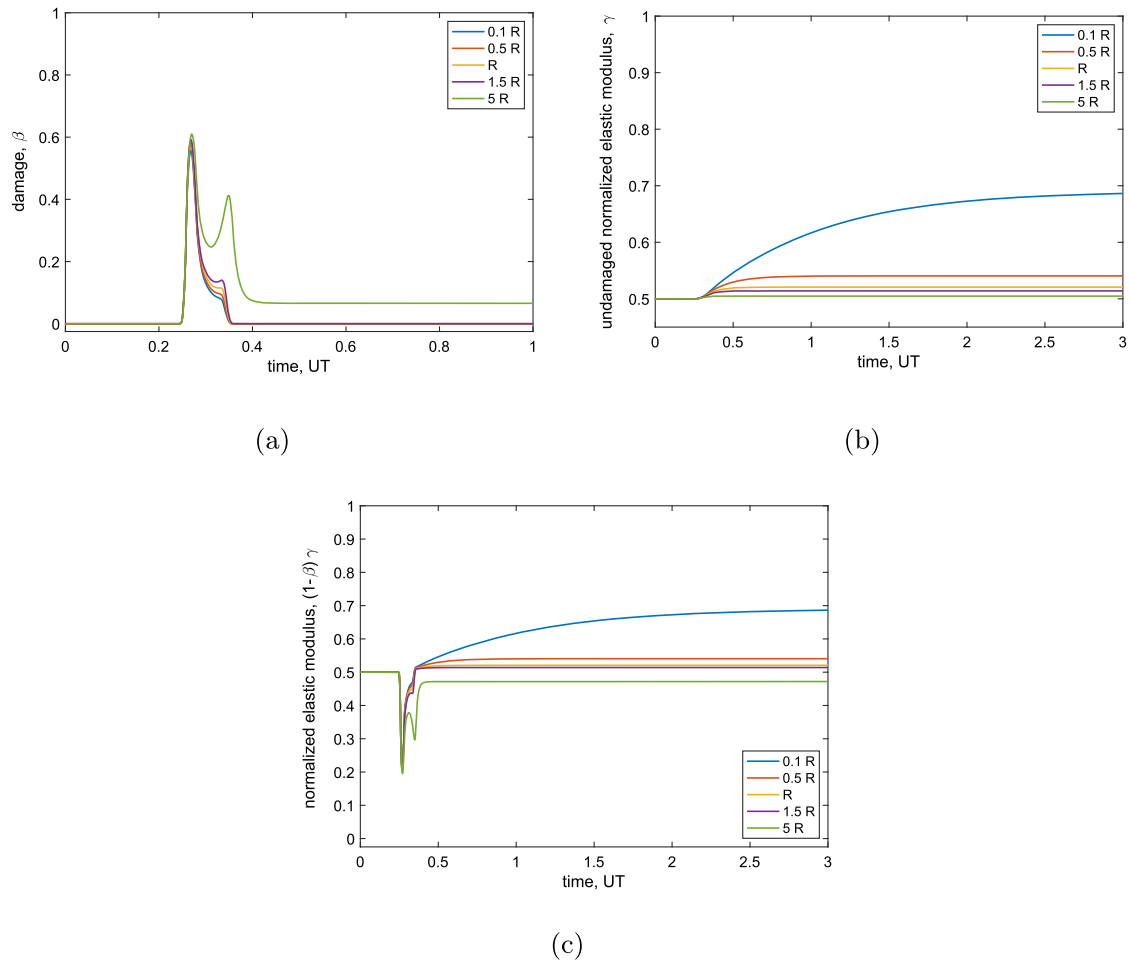 1
0.8
0.6
0.4
0.2
0
damage, β
0 0.2 0.4 0.6 0.8 1
time, UT
0.1 R
0.5 R
R
1.5 R
5 R
(a)
1
0.9
0.8
0.7
0.6
0.5
undamaged normalized elastic modulus, γ
0 0.5 1 1.5 2 2.5 3
time, UT
0.1 R
0.5 R
R
1.5 R
5 R
(b)
1
0.9
0.8
0.7
0.6
0.5
0.4
0.3
0.2
0.1
0
normalized elastic modulus, (1-β) γ
0 0.5 1 1.5 2 2.5 3
time, UT
0.1 R
0.5 R
R
1.5 R
5 R
(c)